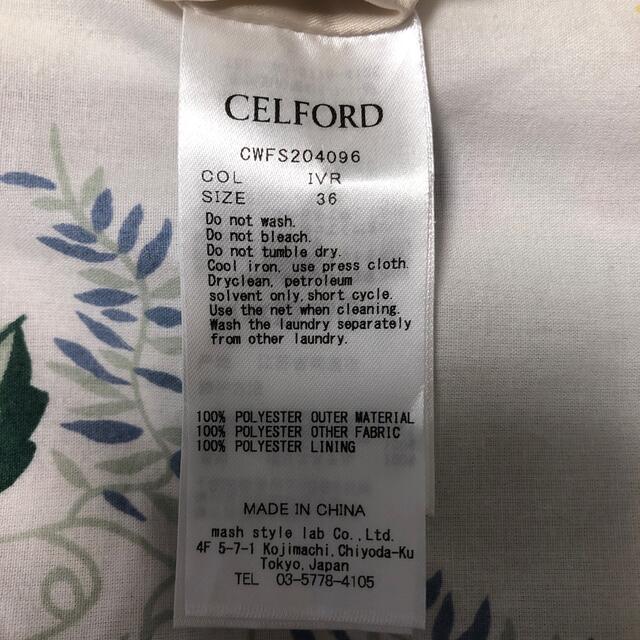 CELFORD
CWFS204096
COL IVR
SIZE 36
Do not wash.
Do not bleach.
Do not tumble dry.
Cool iron, use press cloth.
Dryclean, petroleum
solvent only, short cycle.
Use the net when cleaning.
Wash the laundry separately
from other laundry.
100% POLYESTER OUTER MATERIAL
100% POLYESTER OTHER FABRIC
100% POLYESTER LINING
MADE IN CHINA
mash style lab Co.,Ltd.
4F 5-7-1 Kojimachi,Chiyoda-Ku
Tokyo,Japan
TEL 03-5778-4105